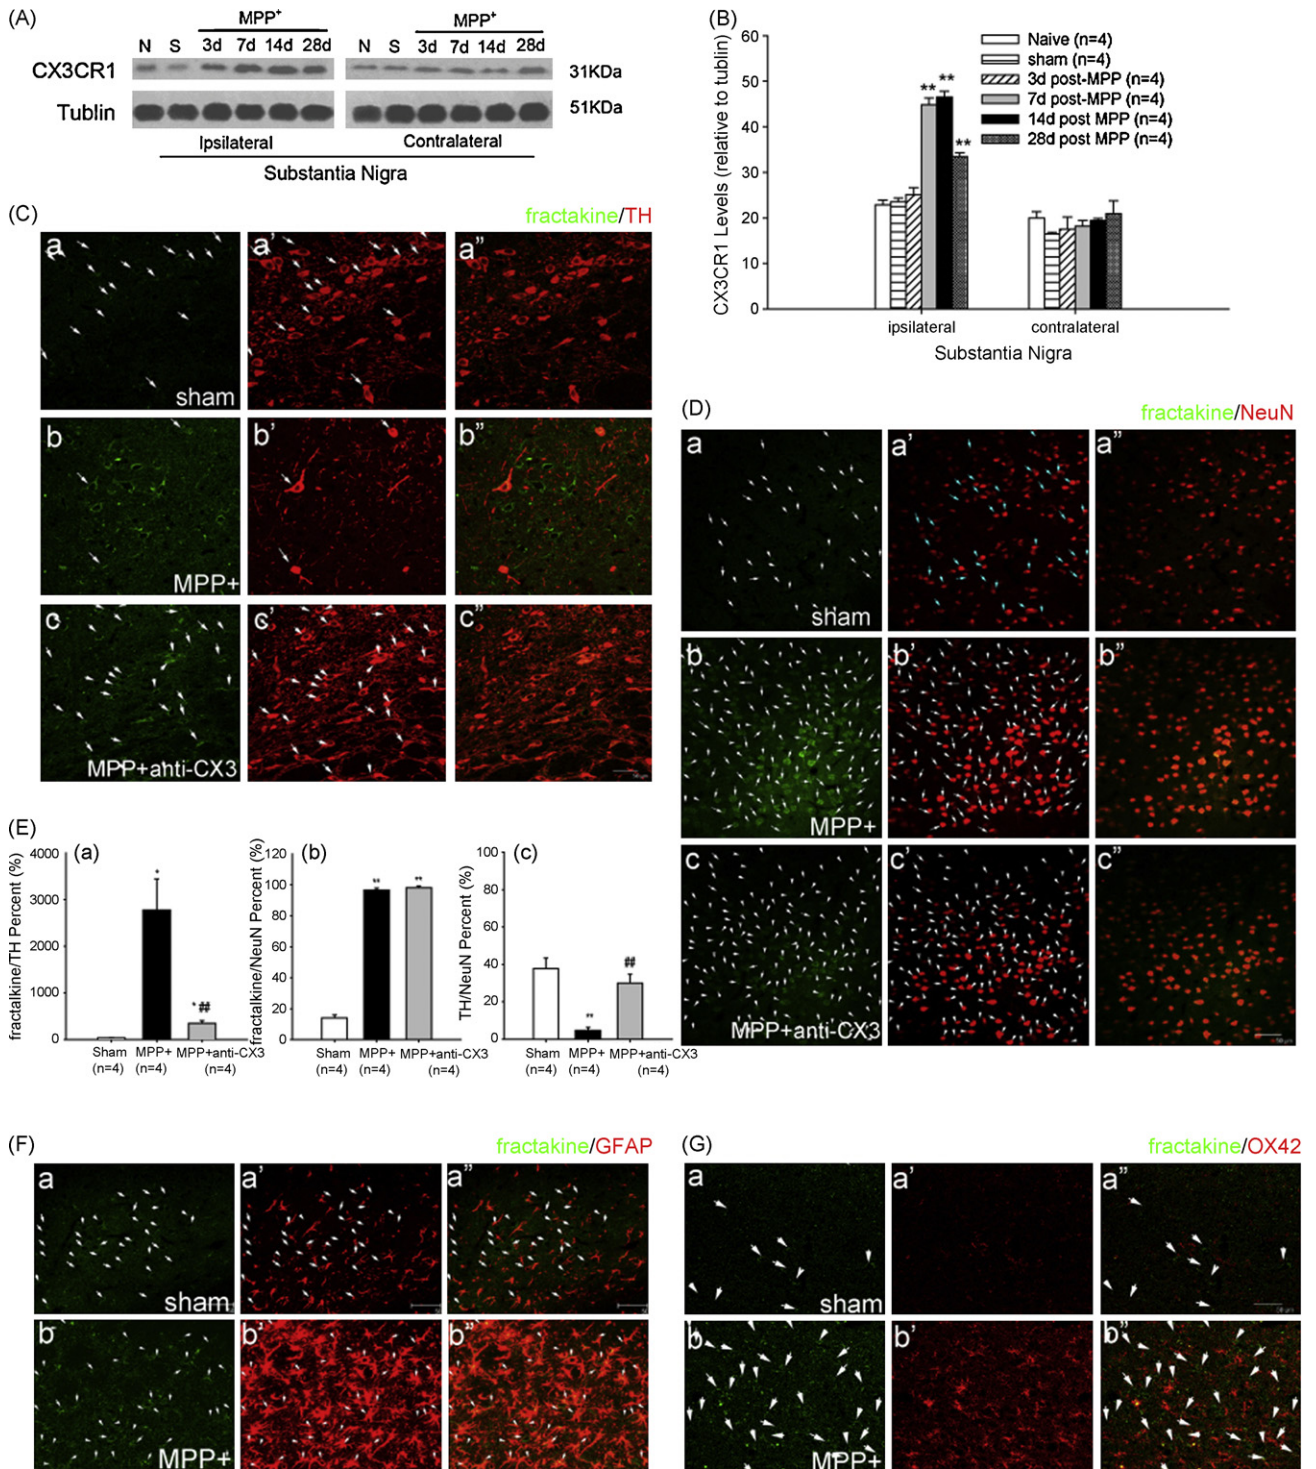 (A)
MPP+
MPP+
N S 3d 7d 14d 28d N S 3d 7d 14d 28d
CX3CR1 31KDa
Tublin 51KDa
Ipsilateral Contralateral
Substantia Nigra
(B)
CX3CR1 Levels (relative to tublin)
60
50
40
30
20
10
0
Naive (n=4)
sham (n=4)
3d post-MPP (n=4)
7d post-MPP (n=4)
14d post MPP (n=4)
28d post MPP (n=4)
** ** **
ipsilateral contralateral
Substantia Nigra
(C)
fractakine/TH
a a' a"
sham
b b' b"
MPP+
c c' c"
MPP+anti-CX3
(D)
fractakine/NeuN
a a' a"
sham
b b' b"
MPP+
c c' c"
MPP+anti-CX3
(E)
(a)
fractalkine/TH Percent (%)
4000
3000
2000
1000
0
*
* ##
Sham MPP+ MPP+anti-CX3
(n=4) (n=4) (n=4)
(b)
fractalkine/NeuN Percent (%)
120
100
80
60
40
20
0
** **
Sham MPP+ MPP+anti-CX3
(n=4) (n=4) (n=4)
(c)
TH/NeuN Percent (%)
100
80
60
40
20
0
**
##
Sham MPP+ MPP+anti-CX3
(n=4) (n=4) (n=4)
(F)
fractakine/GFAP
a a' a"
sham
b b' b"
MPP+
(G)
fractakine/OX42
a a' a"
sham
b b' b"
MPP+